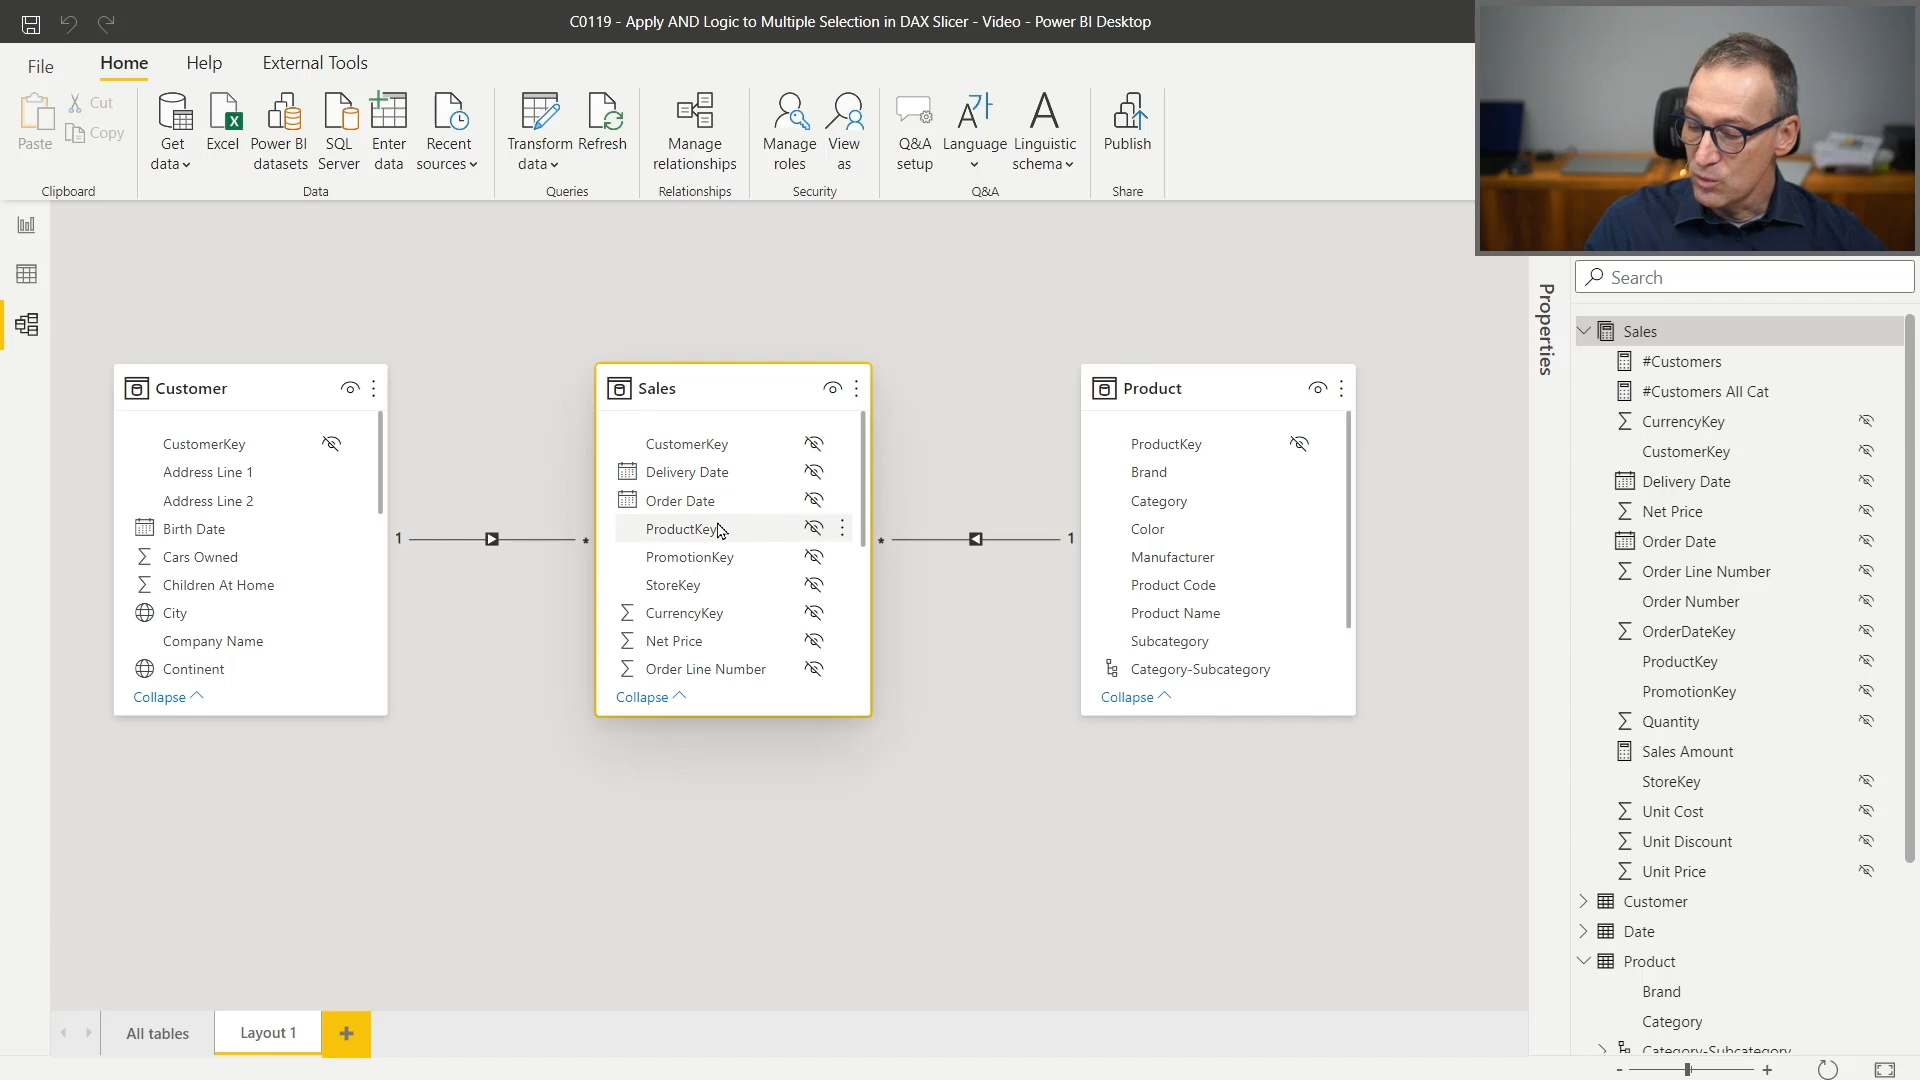 C0119 - Apply AND Logic to Multiple Selection in DAX Slicer - Video - Power BI Desktop
File
Home
Help
External Tools
Paste
Cut
Copy
Clipboard
Get data
Excel
Power BI datasets
SQL Server
Enter data
Recent sources
Data
Transform data
Refresh
Queries
Manage relationships
Relationships
Manage roles
View as
Security
Q&A setup
Language
Linguistic schema
Q&A
Publish
Share
Customer
CustomerKey
Address Line 1
Address Line 2
Birth Date
Cars Owned
Children At Home
City
Company Name
Continent
Collapse
1
*
Sales
CustomerKey
Delivery Date
Order Date
ProductKey
PromotionKey
StoreKey
CurrencyKey
Net Price
Order Line Number
Collapse
*
1
Product
ProductKey
Brand
Category
Color
Manufacturer
Product Code
Product Name
Subcategory
Category-Subcategory
Collapse
Properties
Search
Sales
#Customers
#Customers All Cat
CurrencyKey
CustomerKey
Delivery Date
Net Price
Order Date
Order Line Number
Order Number
OrderDateKey
ProductKey
PromotionKey
Quantity
Sales Amount
StoreKey
Unit Cost
Unit Discount
Unit Price
Customer
Date
Product
Brand
Category
Category-Subcategory
All tables
Layout 1